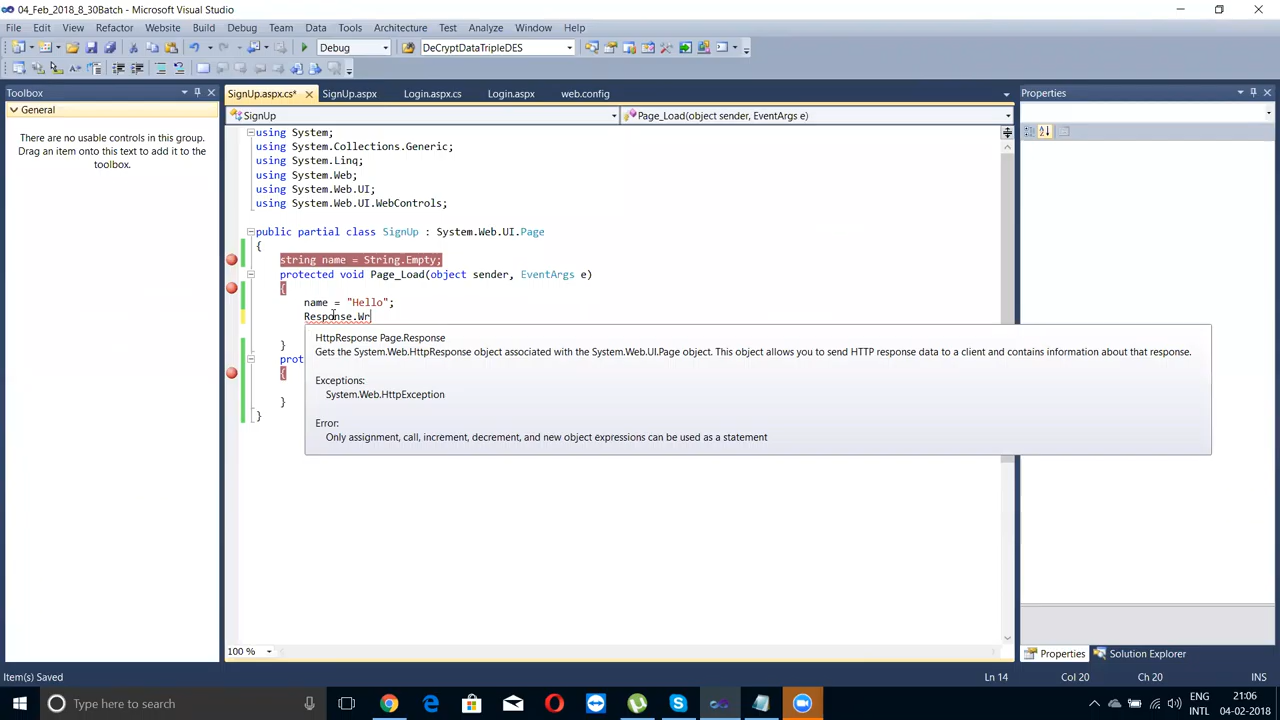 04_Feb_2018_8_30Batch - Microsoft Visual Studio
File Edit View Refactor Website Build Debug Team Data Tools Architecture Test Analyze Window Help
Debug DeCryptDataTripleDES
Toolbox
General
There are no usable controls in this group.
Drag an item onto this text to add it to the
toolbox.
SignUp.aspx.cs* SignUp.aspx Login.aspx.cs Login.aspx web.config
SignUp Page_Load(object sender, EventArgs e)
using System;
using System.Collections.Generic;
using System.Linq;
using System.Web;
using System.Web.UI;
using System.Web.UI.WebControls;
public partial class SignUp : System.Web.UI.Page
{
string name = String.Empty;
protected void Page_Load(object sender, EventArgs e)
{
name = "Hello";
Response.Wr
HttpResponse Page.Response
Gets the System.Web.HttpResponse object associated with the System.Web.UI.Page object. This object allows you to send HTTP response data to a client and contains information about that response.
}
prot
Exceptions:
{
System.Web.HttpException
}
}
Error:
Only assignment, call, increment, decrement, and new object expressions can be used as a statement
100 %
Properties
Properties Solution Explorer
Item(s) Saved Ln 14 Col 20 Ch 20 INS
Type here to search
ENG 21:06
INTL 04-02-2018